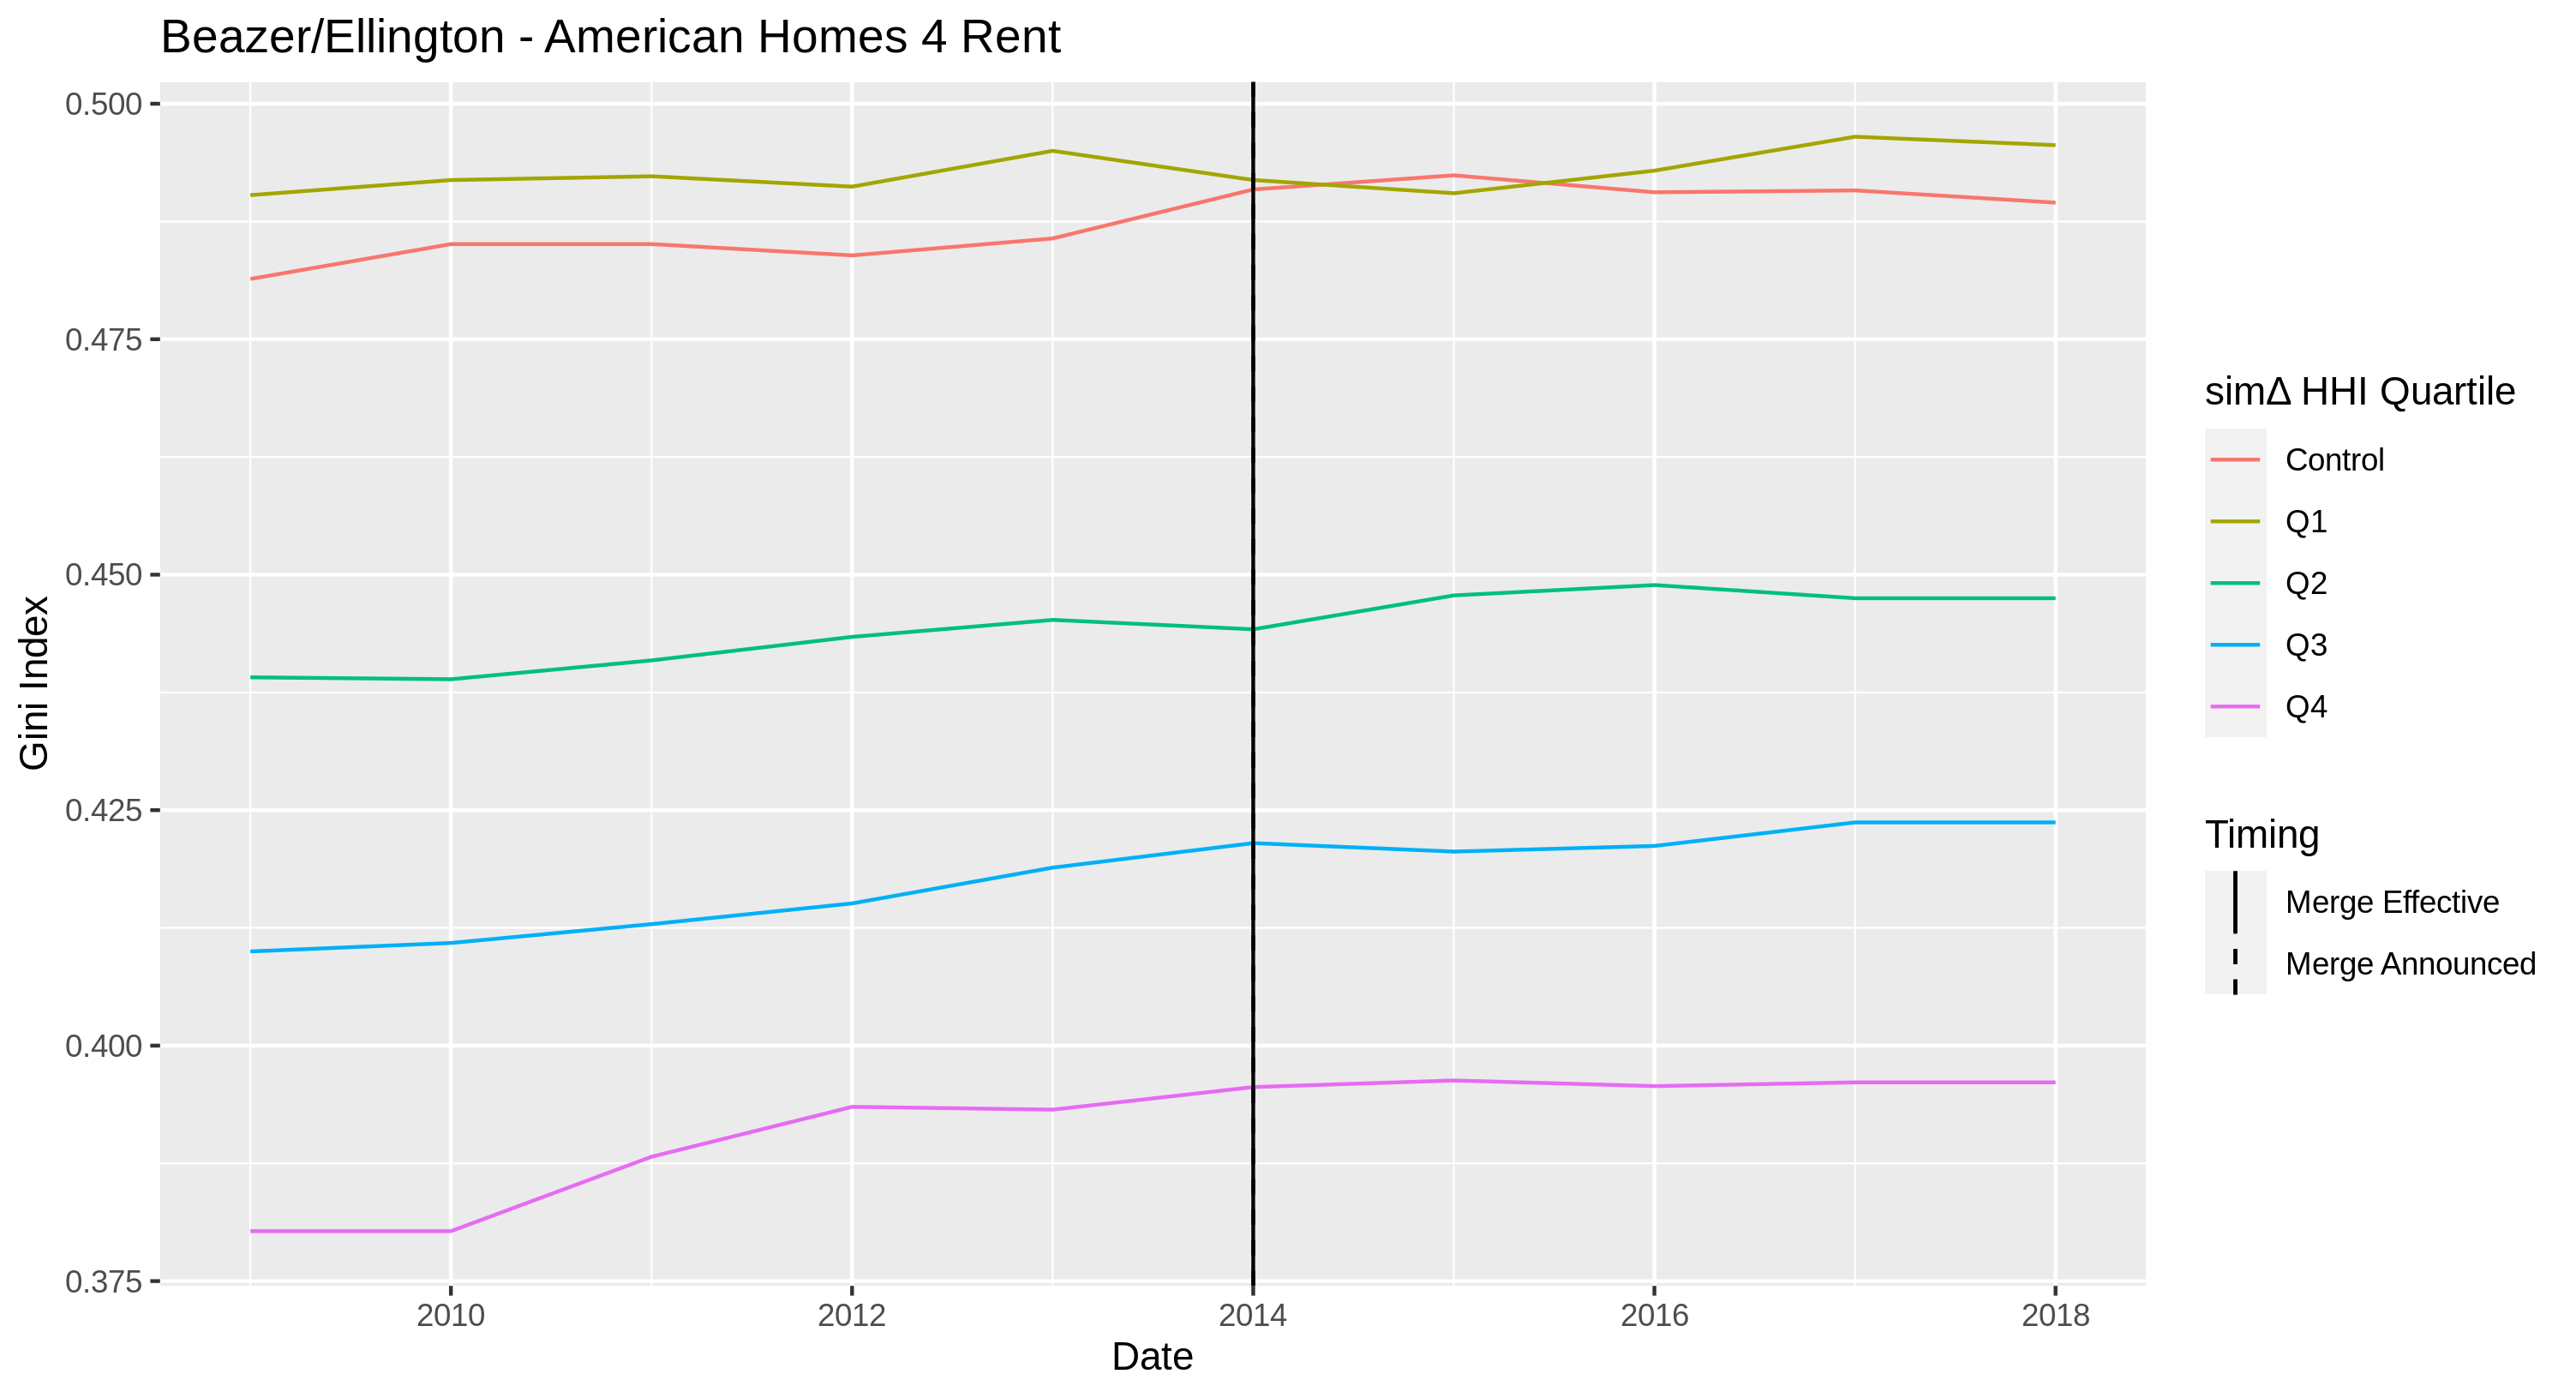 Beazer/Ellington - American Homes 4 Rent
0.500
0.475
0.450
0.425
0.400
0.375
Gini Index
2010
2012
2014
2016
2018
Date
simΔ HHI Quartile
Control
Q1
Q2
Q3
Q4
Timing
Merge Effective
Merge Announced